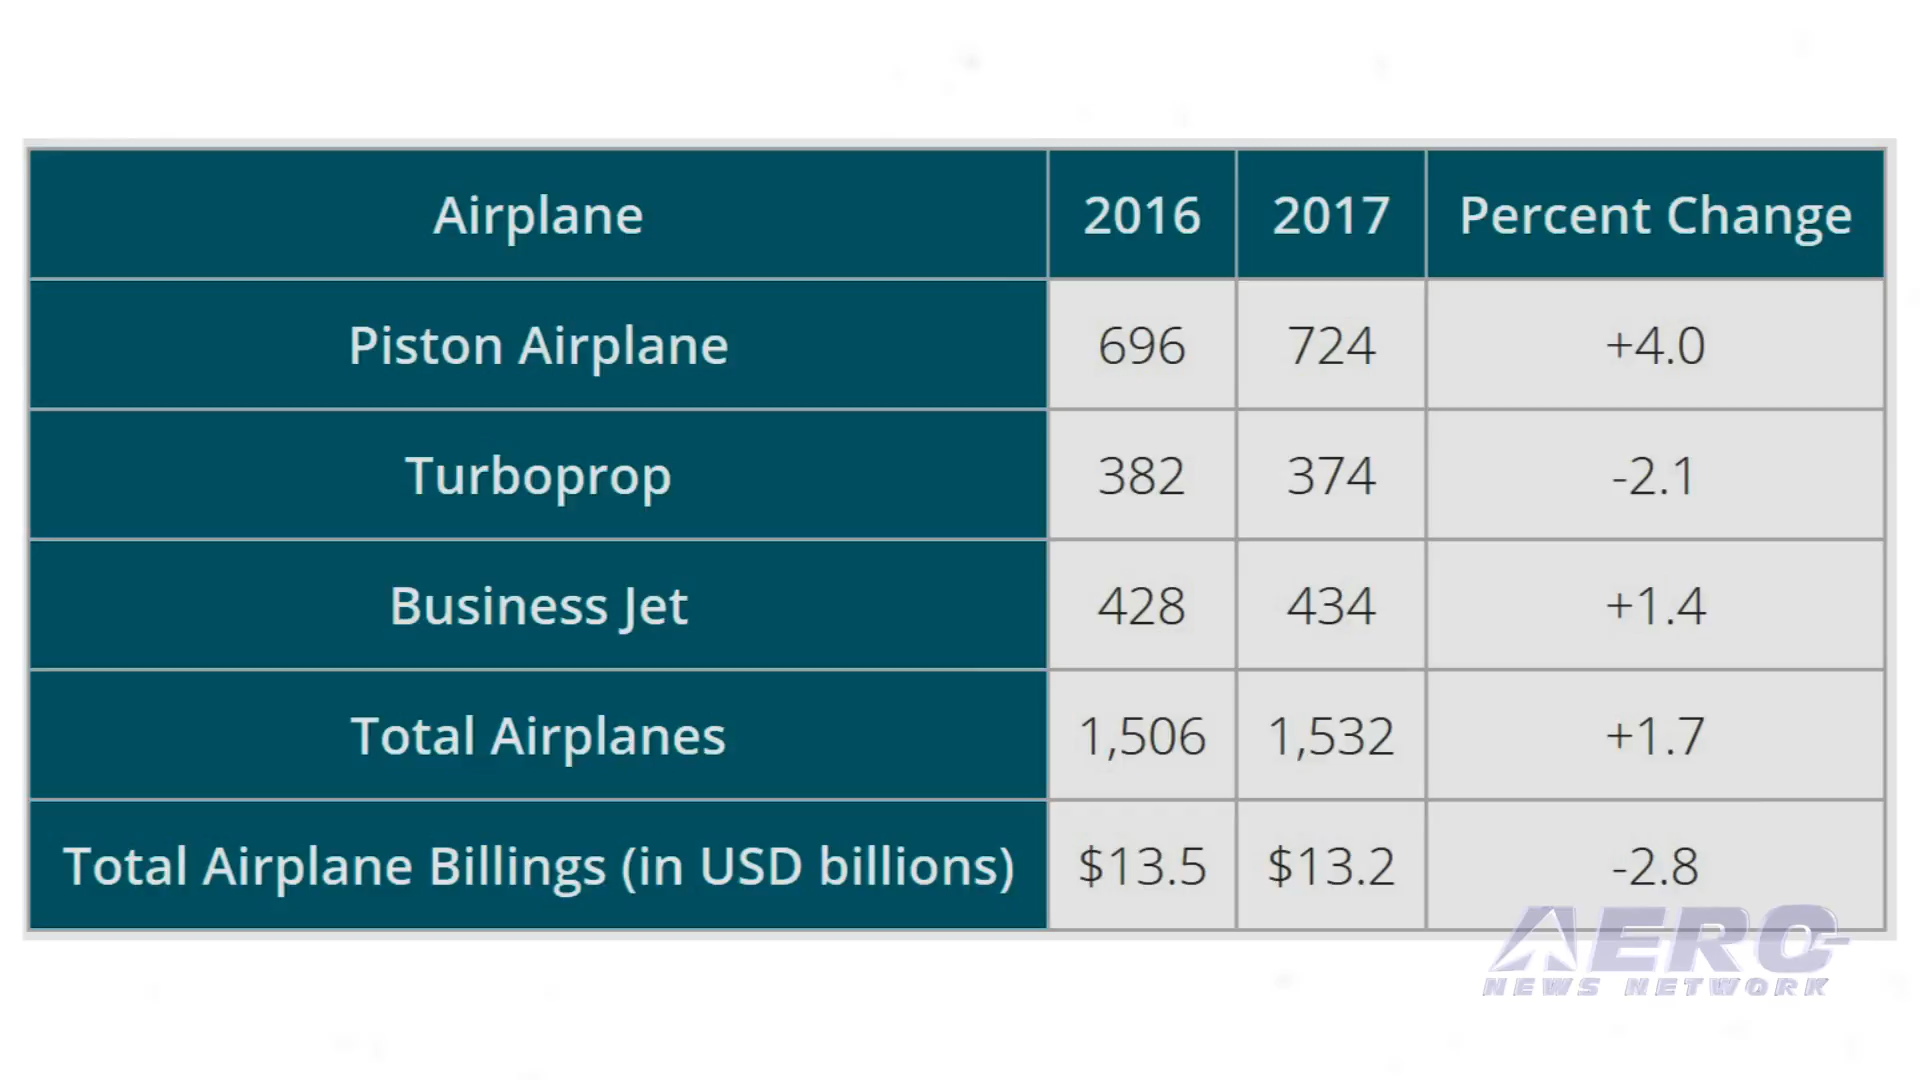 Airplane 2016 2017 Percent Change
Piston Airplane 696 724 +4.0
Turboprop 382 374 -2.1
Business Jet 428 434 +1.4
Total Airplanes 1,506 1,532 +1.7
Total Airplane Billings (in USD billions) $13.5 $13.2 -2.8
AERO
NEWS NETWORK